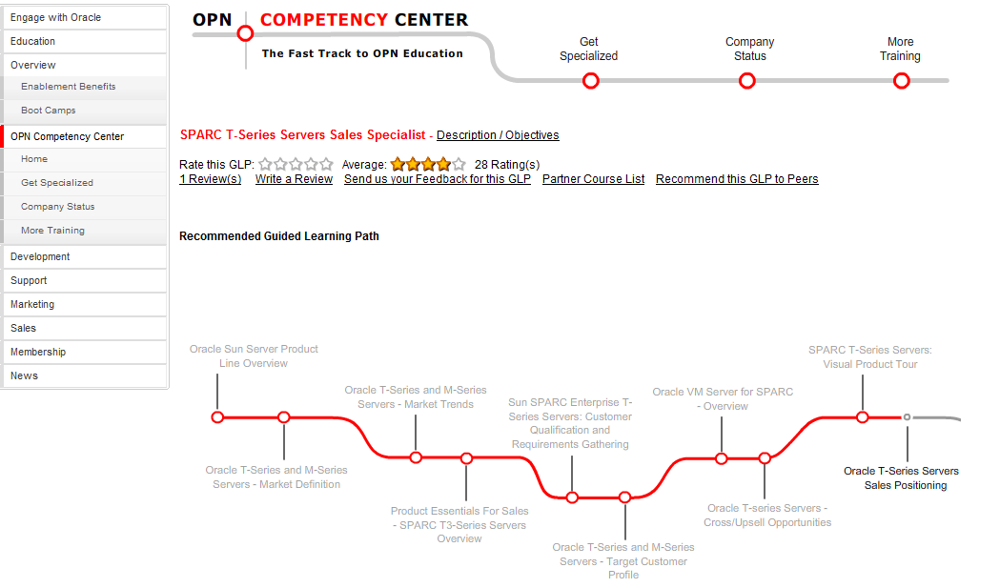 Engage with Oracle
Education
Overview
Enablement Benefits
Boot Camps
OPN Competency Center
Home
Get Specialized
Company Status
More Training
Development
Support
Marketing
Sales
Membership
News
OPN COMPETENCY CENTER
The Fast Track to OPN Education
Get
Specialized
Company
Status
More
Training
SPARC T-Series Servers Sales Specialist - Description / Objectives
Rate this GLP: Average: 28 Rating(s)
1 Review(s) Write a Review Send us your Feedback for this GLP Partner Course List Recommend this GLP to Peers
Recommended Guided Learning Path
Oracle Sun Server Product
Line Overview
Oracle T-Series and M-Series
Servers - Market Definition
Oracle T-Series and M-Series
Servers - Market Trends
Product Essentials For Sales
- SPARC T3-Series Servers
Overview
Sun SPARC Enterprise T-
Series Servers: Customer
Qualification and
Requirements Gathering
Oracle T-Series and M-Series
Servers - Target Customer
Profile
Oracle VM Server for SPARC
- Overview
Oracle T-series Servers -
Cross/Upsell Opportunities
SPARC T-Series Servers:
Visual Product Tour
Oracle T-Series Servers
Sales Positioning